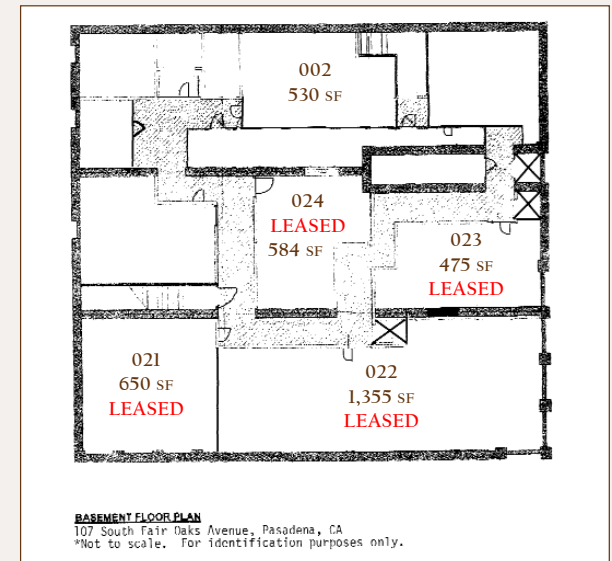 002
530 SF
024
LEASED
584 SF
023
475 SF
LEASED
021
650 SF
LEASED
022
1,355 SF
LEASED
BASEMENT FLOOR PLAN
107 South Fair Oaks Avenue, Pasadena, CA
*Not to scale. For identification purposes only.